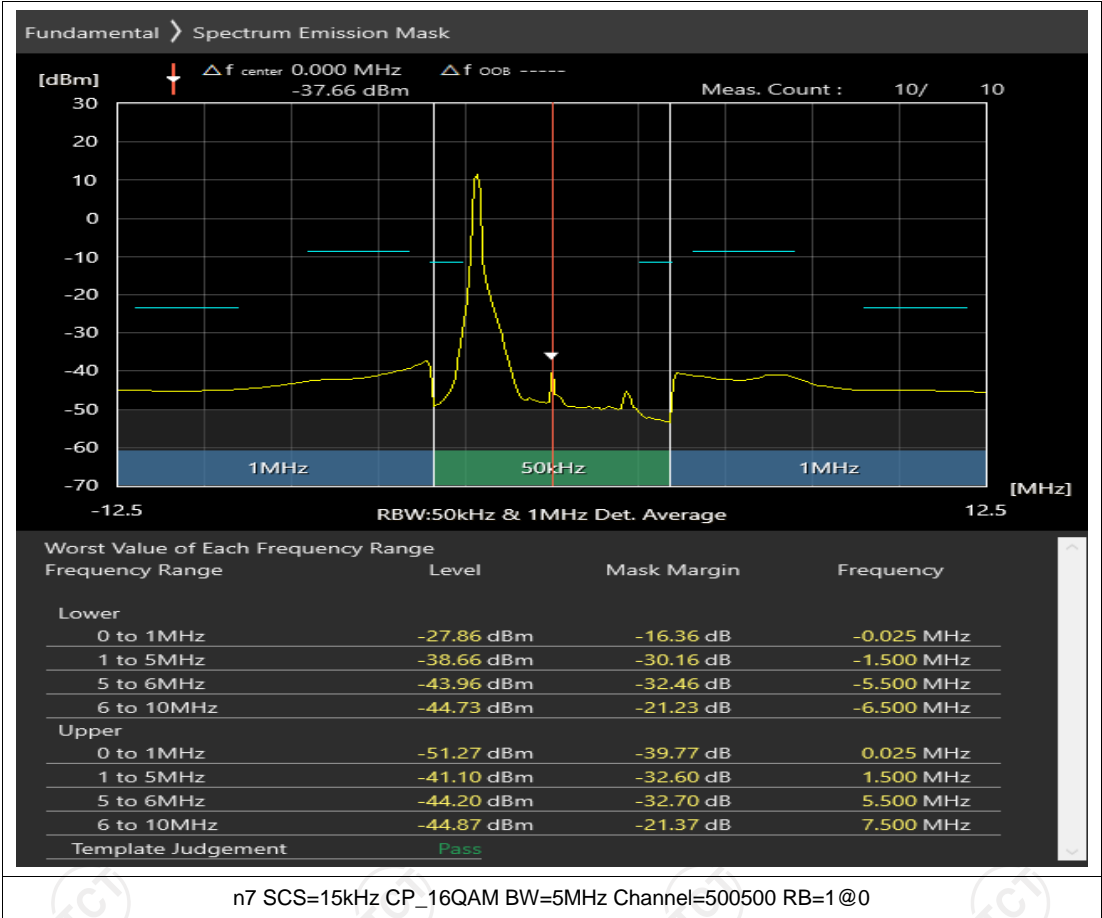 Fundamental ❯ Spectrum Emission Mask
[dBm] △f center 0.000 MHz △f OOB -----
-37.66 dBm Meas. Count : 10/ 10
30
20
10
0
-10
-20
-30
-40
-50
-60
-70
1MHz 50kHz 1MHz
[MHz]
-12.5 RBW:50kHz & 1MHz Det. Average 12.5
Worst Value of Each Frequency Range
Frequency Range Level Mask Margin Frequency
Lower
0 to 1MHz -27.86 dBm -16.36 dB -0.025 MHz
1 to 5MHz -38.66 dBm -30.16 dB -1.500 MHz
5 to 6MHz -43.96 dBm -32.46 dB -5.500 MHz
6 to 10MHz -44.73 dBm -21.23 dB -6.500 MHz
Upper
0 to 1MHz -51.27 dBm -39.77 dB 0.025 MHz
1 to 5MHz -41.10 dBm -32.60 dB 1.500 MHz
5 to 6MHz -44.20 dBm -32.70 dB 5.500 MHz
6 to 10MHz -44.87 dBm -21.37 dB 7.500 MHz
Template Judgement Pass
TCT TCT TCT TCT
n7 SCS=15kHz CP_16QAM BW=5MHz Channel=500500 RB=1@0